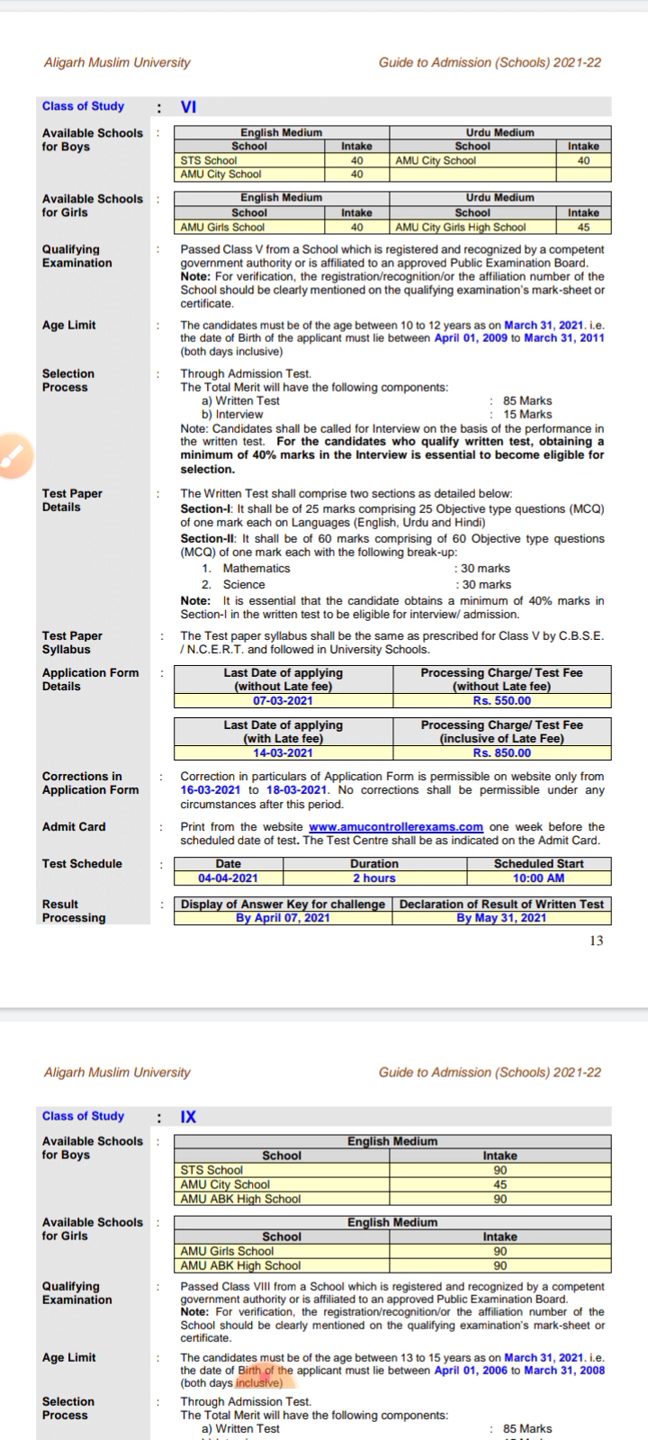 Aligarh Muslim University Guide to Admission (Schools) 2021-22
Class of Study : VI
Available Schools for Boys :
English Medium Urdu Medium
School Intake School Intake
STS School 40 AMU City School 40
AMU City School 40
Available Schools for Girls :
English Medium Urdu Medium
School Intake School Intake
AMU Girls School 40 AMU City Girls High School 45
Qualifying Examination :
Passed Class V from a School which is registered and recognized by a competent
government authority or is affiliated to an approved Public Examination Board.
Note: For verification, the registration/recognition/or the affiliation number of the
School should be clearly mentioned on the qualifying examination's mark-sheet or
certificate.
Age Limit : The candidates must be of the age between 10 to 12 years as on March 31, 2021. i.e.
the date of Birth of the applicant must lie between April 01, 2009 to March 31, 2011
(both days inclusive)
Selection Process :
Through Admission Test.
The Total Merit will have the following components:
a) Written Test : 85 Marks
b) Interview : 15 Marks
Note: Candidates shall be called for Interview on the basis of the performance in
the written test. For the candidates who qualify written test, obtaining a
minimum of 40% marks in the Interview is essential to become eligible for
selection.
Test Paper Details :
The Written Test shall comprise two sections as detailed below:
Section-I: It shall be of 25 marks comprising 25 Objective type questions (MCQ)
of one mark each on Languages (English, Urdu and Hindi)
Section-II: It shall be of 60 marks comprising of 60 Objective type questions
(MCQ) of one mark each with the following break-up:
1. Mathematics : 30 marks
2. Science : 30 marks
Note: It is essential that the candidate obtains a minimum of 40% marks in
Section-I in the written test to be eligible for interview/ admission.
Test Paper Syllabus :
The Test paper syllabus shall be the same as prescribed for Class V by C.B.S.E.
/ N.C.E.R.T. and followed in University Schools.
Application Form Details :
Last Date of applying (without Late fee) Processing Charge/ Test Fee (without Late fee)
07-03-2021 Rs. 550.00
Last Date of applying (with Late fee) Processing Charge/ Test Fee (inclusive of Late Fee)
14-03-2021 Rs. 850.00
Corrections in Application Form :
Correction in particulars of Application Form is permissible on website only from
16-03-2021 to 18-03-2021. No corrections shall be permissible under any
circumstances after this period.
Admit Card : Print from the website www.amucontrollerexams.com one week before the
scheduled date of test. The Test Centre shall be as indicated on the Admit Card.
Test Schedule : Date Duration Scheduled Start
04-04-2021 2 hours 10:00 AM
Result Processing :
Display of Answer Key for challenge Declaration of Result of Written Test
By April 07, 2021 By May 31, 2021
13
Aligarh Muslim University Guide to Admission (Schools) 2021-22
Class of Study : IX
Available Schools for Boys :
English Medium
School Intake
STS School 90
AMU City School 45
AMU ABK High School 90
Available Schools for Girls :
English Medium
School Intake
AMU Girls School 90
AMU ABK High School 90
Qualifying Examination :
Passed Class VIII from a School which is registered and recognized by a competent
government authority or is affiliated to an approved Public Examination Board.
Note: For verification, the registration/recognition/or the affiliation number of the
School should be clearly mentioned on the qualifying examination's mark-sheet or
certificate.
Age Limit : The candidates must be of the age between 13 to 15 years as on March 31, 2021. i.e.
the date of Birth of the applicant must lie between April 01, 2006 to March 31, 2008
(both days inclusive)
Selection Process :
Through Admission Test.
The Total Merit will have the following components:
a) Written Test : 85 Marks